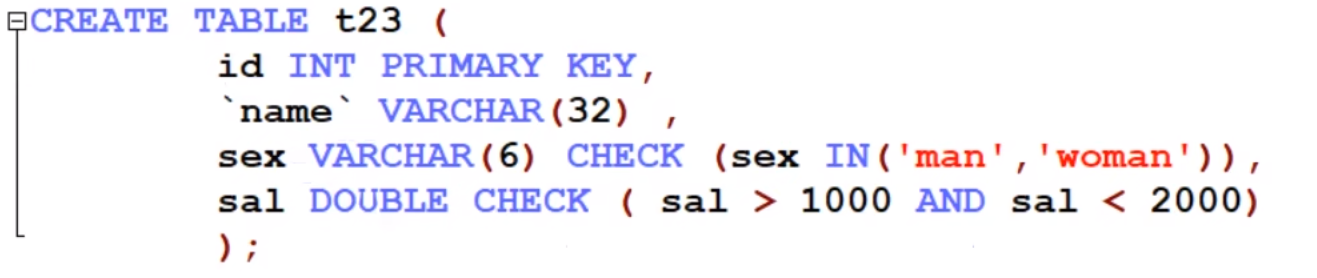 CREATE TABLE t23 (
id INT PRIMARY KEY,
`name` VARCHAR(32) ,
sex VARCHAR(6) CHECK (sex IN('man','woman')),
sal DOUBLE CHECK ( sal > 1000 AND sal < 2000)
);